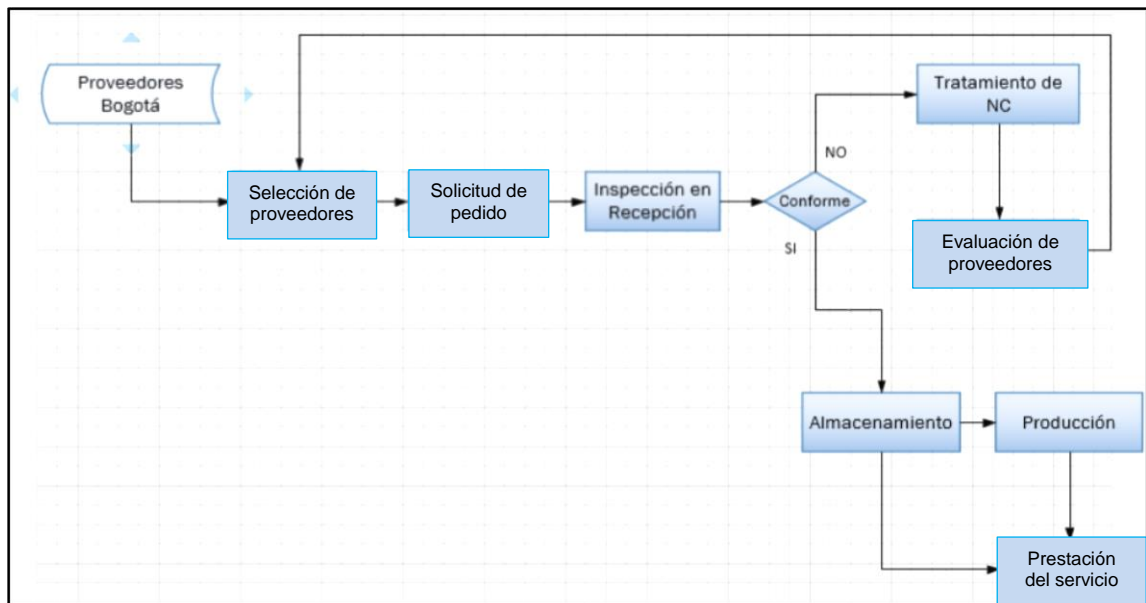 Proveedores
Bogotá
Selección de
proveedores
Solicitud de
pedido
Inspección en
Recepción
Conforme
NO
SI
Tratamiento de
NC
Evaluación de
proveedores
Almacenamiento
Producción
Prestación
del servicio